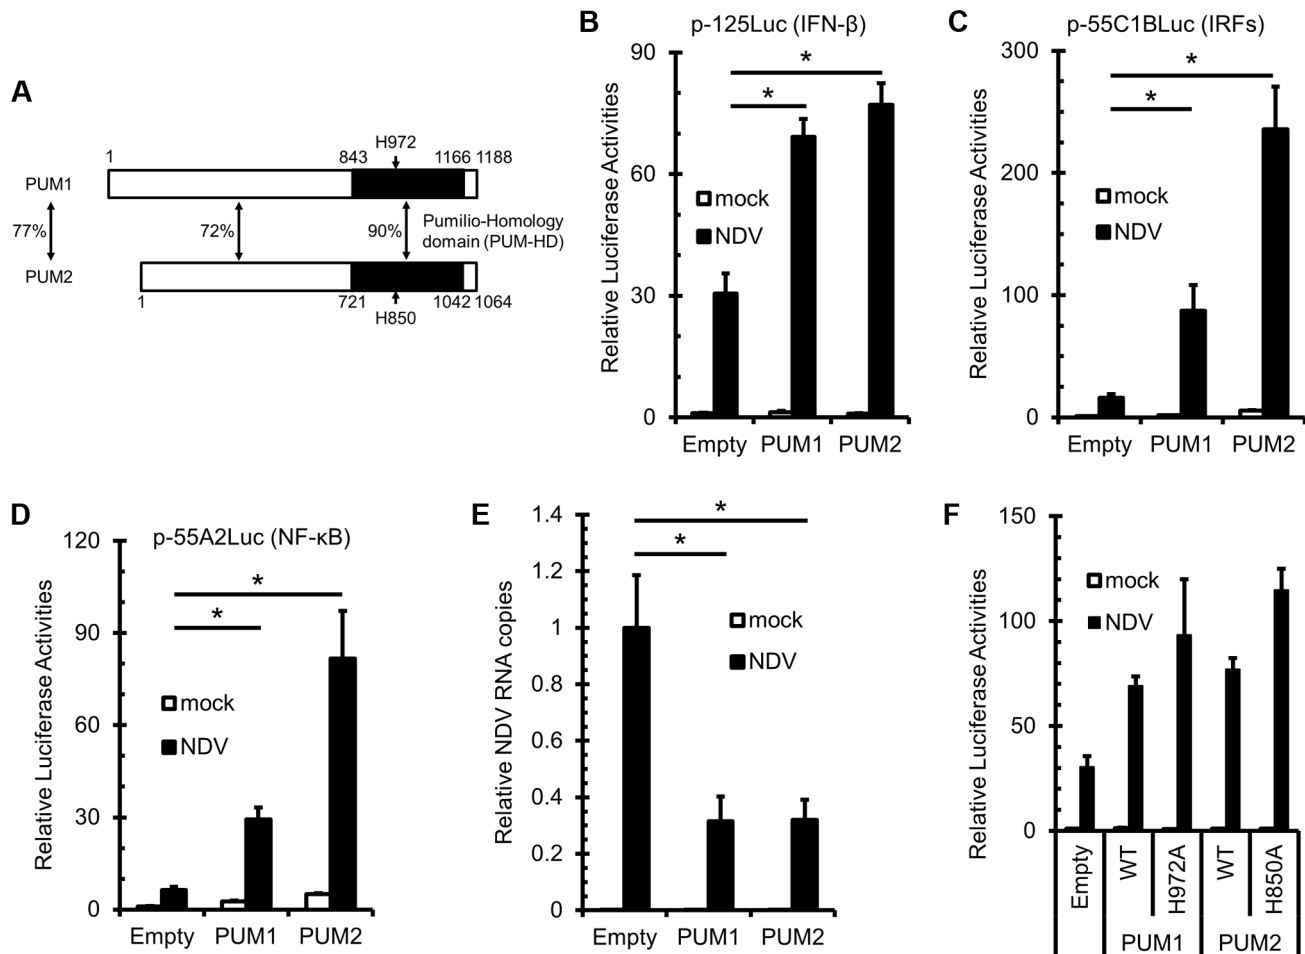 A
1
843
H972
1166
1188
PUM1
77%
72%
90%
Pumilio-Homology
domain (PUM-HD)
PUM2
1
721
1042
1064
H850
B
p-125Luc (IFN-β)
Relative Luciferase Activities
90
60
30
0
*
*
mock
NDV
Empty
PUM1
PUM2
C
p-55C1BLuc (IRFs)
Relative Luciferase Activities
300
200
100
0
*
*
mock
NDV
Empty
PUM1
PUM2
D
p-55A2Luc (NF-κB)
Relative Luciferase Activities
120
90
60
30
0
*
*
mock
NDV
Empty
PUM1
PUM2
E
Relative NDV RNA copies
1.4
1.2
1
0.8
0.6
0.4
0.2
0
*
*
mock
NDV
Empty
PUM1
PUM2
F
Relative Luciferase Activities
150
100
50
0
mock
NDV
Empty
WT
H972A
WT
H850A
PUM1
PUM2